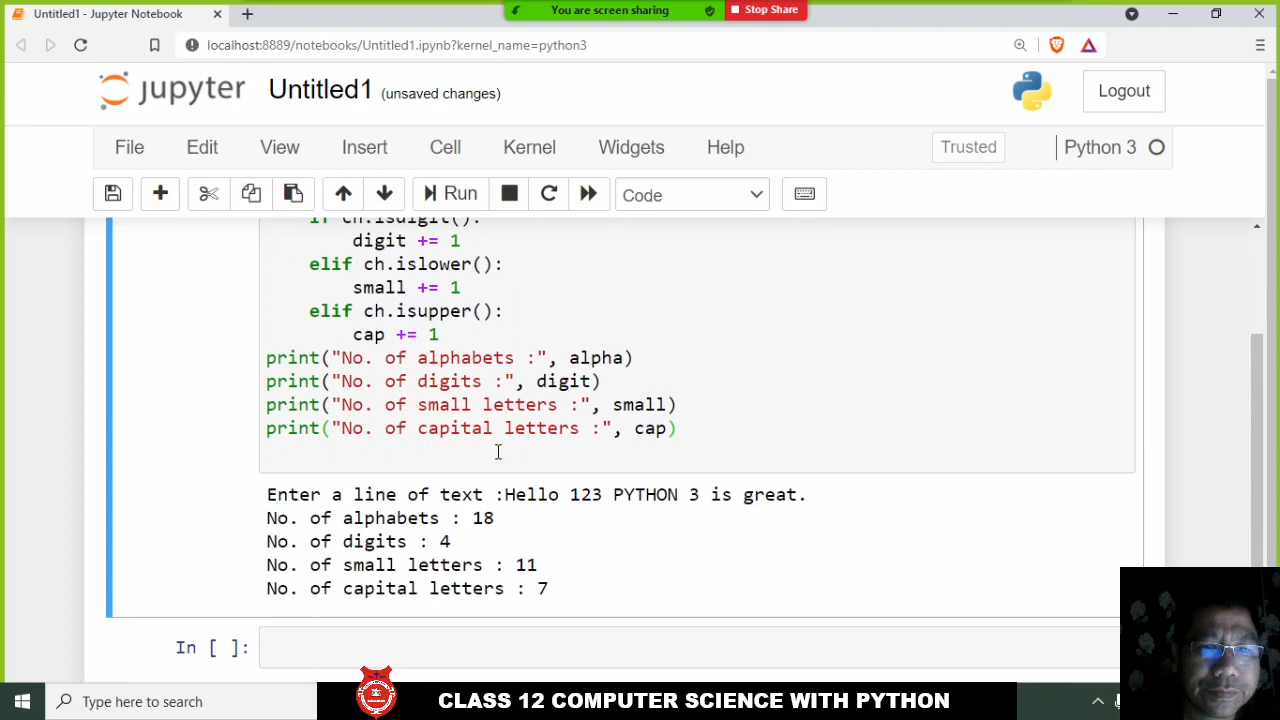 Untitled1 - Jupyter Notebook
You are screen sharing
Stop Share
localhost:8889/notebooks/Untitled1.ipynb?kernel_name=python3
jupyter
Untitled1 (unsaved changes)
Logout
File Edit View Insert Cell Kernel Widgets Help
Trusted
Python 3
Run
Code
if ch.isdigit():
digit += 1
elif ch.islower():
small += 1
elif ch.isupper():
cap += 1
print("No. of alphabets :", alpha)
print("No. of digits :", digit)
print("No. of small letters :", small)
print("No. of capital letters :", cap)
Enter a line of text :Hello 123 PYTHON 3 is great.
No. of alphabets : 18
No. of digits : 4
No. of small letters : 11
No. of capital letters : 7
In [ ]:
Type here to search
CLASS 12 COMPUTER SCIENCE WITH PYTHON